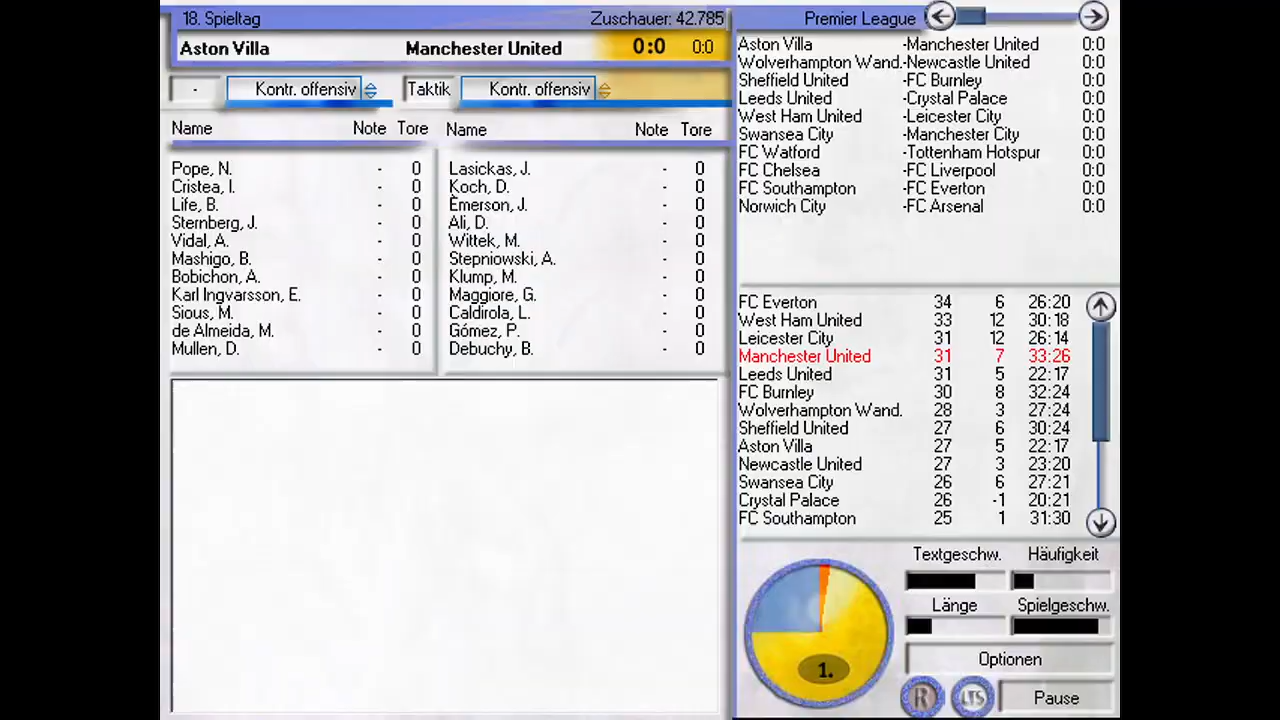 18. Spieltag Zuschauer: 42.785
Aston Villa Manchester United 0:0 0:0
- Kontr. offensiv Taktik Kontr. offensiv
Name Note Tore Name Note Tore
Pope, N. - 0 Lasickas, J. - 0
Cristea, I. - 0 Koch, D. - 0
Life, B. - 0 Èmerson, J. - 0
Sternberg, J. - 0 Ali, D. - 0
Vidal, A. - 0 Wittek, M. - 0
Mashigo, B. - 0 Stepniowski, A. - 0
Bobichon, A. - 0 Klump, M. - 0
Karl Ingvarsson, E. - 0 Maggiore, G. - 0
Sious, M. - 0 Caldirola, L. - 0
de Almeida, M. - 0 Gómez, P. - 0
Mullen, D. - 0 Debuchy, B. - 0
Premier League
Aston Villa -Manchester United 0:0
Wolverhampton Wand.-Newcastle United 0:0
Sheffield United -FC Burnley 0:0
Leeds United -Crystal Palace 0:0
West Ham United -Leicester City 0:0
Swansea City -Manchester City 0:0
FC Watford -Tottenham Hotspur 0:0
FC Chelsea -FC Liverpool 0:0
FC Southampton -FC Everton 0:0
Norwich City -FC Arsenal 0:0
FC Everton 34 6 26:20
West Ham United 33 12 30:18
Leicester City 31 12 26:14
Manchester United 31 7 33:26
Leeds United 31 5 22:17
FC Burnley 30 8 32:24
Wolverhampton Wand. 28 3 27:24
Sheffield United 27 6 30:24
Aston Villa 27 5 22:17
Newcastle United 27 3 23:20
Swansea City 26 6 27:21
Crystal Palace 26 -1 20:21
FC Southampton 25 1 31:30
Textgeschw. Häufigkeit
Länge Spielgeschw.
Optionen
1. R LTS Pause